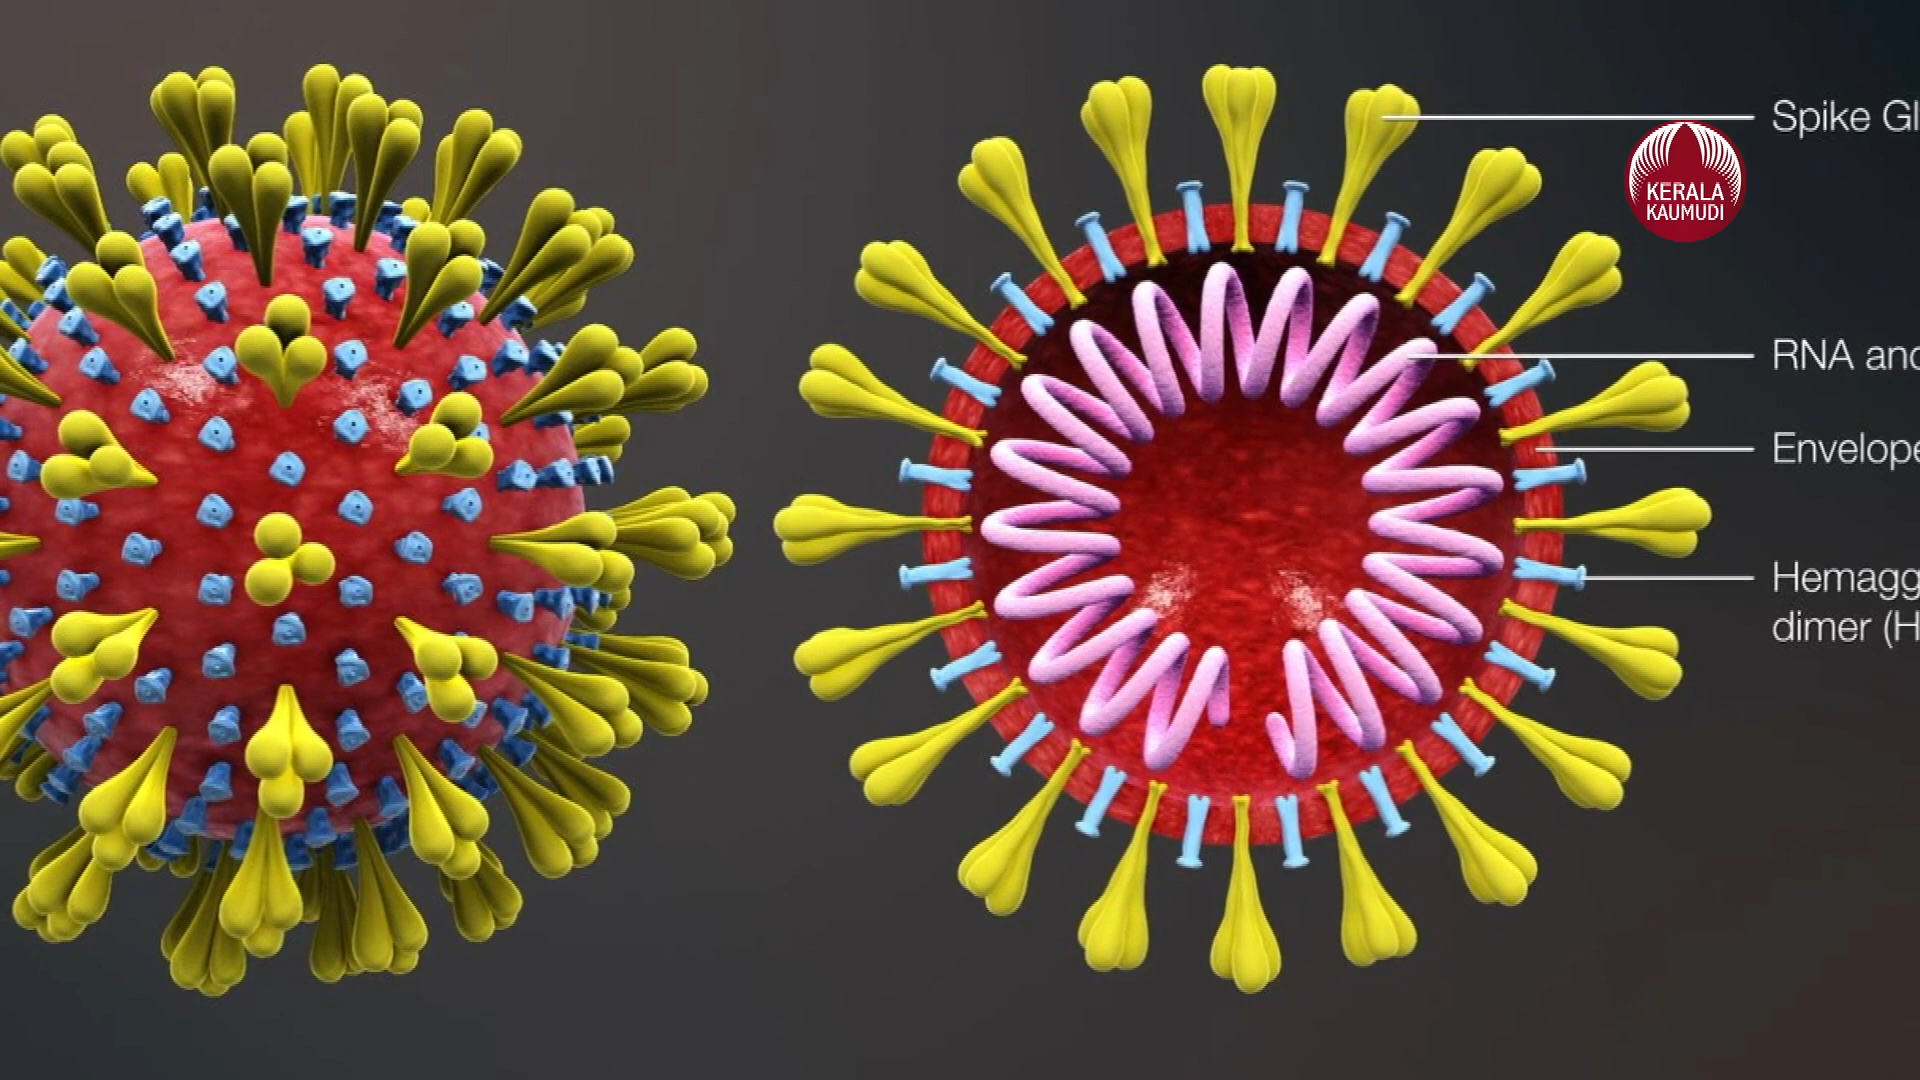 Spike Gl
KERALA
KAUMUDI
RNA and
Envelope
Hemagg
dimer (H